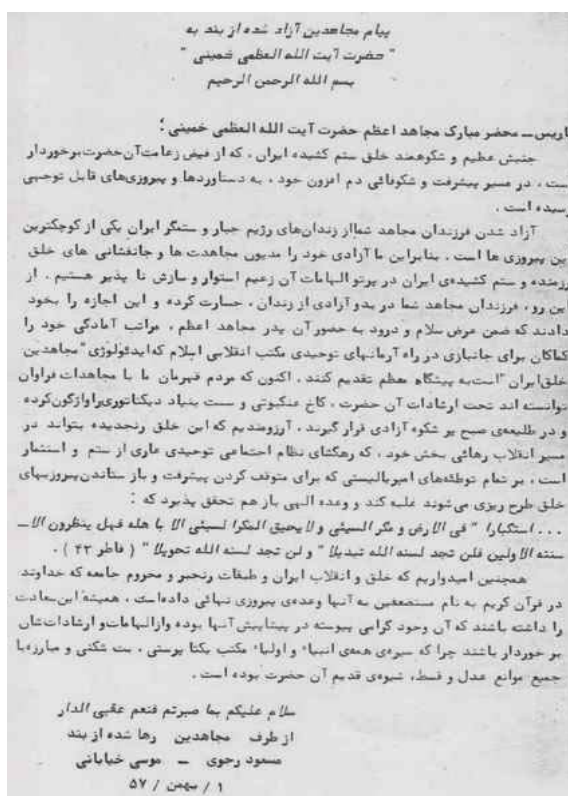 پیام مجاهدین آزاد شده از بند به
" حضرت آیت الله العظمی خمینی "
بسم الله الرحمن الرحیم
پاریس ــ محضر مبارک مجاهد اعظم حضرت آیت الله العظمی خمینی ؛
جنبش عظیم و شکوهمند خلق ستم کشیده ایران ، که از فیض زعامت آن حضرت برخوردار
است ، در مسیر پیشرفت و شکوفائی دم افزون خود ، به دستاوردها و پیروزی‌های قابل توجهی
رسیده است .
آزاد شدن فرزندان مجاهد شما از زندان‌های رژیم جبار و ستمگر ایران یکی از کوچکترین
این پیروزی ها است . بنابراین ما آزادی خود را مدیون مجاهدت ها و جانفشانی های خلق
رزمنده و ستم کشیده‌ی ایران در پرتو الهامات آن زعیم استوار و سازش نا پذیر هستیم . از
این رو ، فرزندان مجاهد شما در بدو آزادی از زندان ، جسارت کرده و این اجازه را بخود
دادند که ضمن عرض سلام و درود به حضور آن پدر مجاهد اعظم ، مراتب آمادگی خود را
کماکان برای جانبازی در راه آرمانهای توحیدی مکتب انقلابی اسلام که ایدئولوژی "مجاهدین
خلق ایران" است به پیشگاه معظم تقدیم کنند . اکنون که مردم قهرمان ما با مجاهدات فراوان
توانسته اند تحت ارشادات آن حضرت ، کاخ عنکبوتی و سست بنیاد دیکتاتوری را واژگون کرده
و در طلیعه‌ی صبح پر شکوه آزادی قرار گیرند ، آرزومندیم که این خلق رنجدیده بتواند در
مسیر انقلاب رهائی بخش خود ، که رهگشای نظام اجتماعی توحیدی عاری از ستم و استثمار
است ، بر تمام توطئه‌های امپریالیستی که برای متوقف کردن پیشرفت و باز ستاندن پیروزیهای
خلق طرح ریزی می شوند غلبه کند و وعده الهی باز هم تحقق پذیرد که :
. . . استکبارا " فی الارض و مکر السیئی و لا یحیق المکرا لسیئی الا با هله فهل ینظرون الا ــ
سنته الاولین فلن تجد لسنه الله تبدیلا " و لن تجد لسنه الله تحویلا " ( فاطر ۴۳ ) .
همچنین امیدواریم که خلق و انقلاب ایران و طبقات رنجبر و محروم جامعه که خداوند
در قرآن کریم به نام مستضعفین به آنها وعده‌ی پیروزی نهائی داده است ، همیشه این سعادت
را داشته باشند که آن وجود گرامی پیوسته در پیشاپیش آنها بوده و از الهامات و ارشاداتشان
بر خوردار باشند چرا که سیره‌ی همه‌ی انبیاء و اولیاء مکتب یکتا پرستی ، بت شکنی و مبارزه با
جمیع موانع عدل و قسط ، شیوه‌ی قدیم آن حضرت بوده است .
سلام علیکم بما صبرتم فنعم عقبی الدار
از طرف مجاهدین رها شده از بند
مسعود رجوی ــ موسی خیابانی
۱ / بهمن / ۵۷